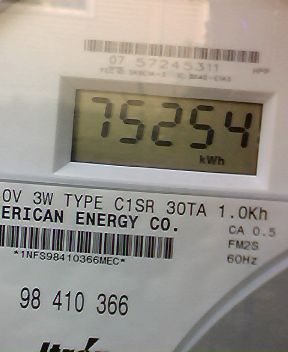 07 57245311
75254
kWh
0V 3W TYPE C1SR 30TA 1.0Kh
ERICAN ENERGY CO.
CA 0.5
FM2S
60Hz
*1NFS98410366MEC*
98 410 366
Itron